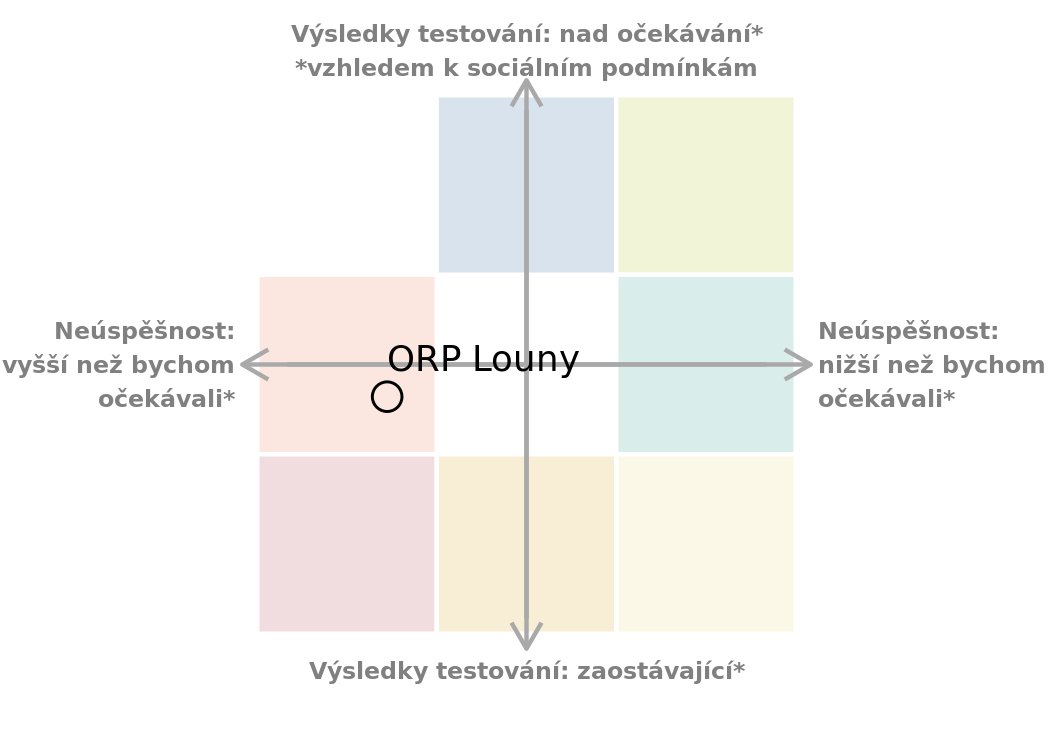 Výsledky testování: nad očekávání*
*vzhledem k sociálním podmínkám
Neúspěšnost:
vyšší než bychom
očekávali*
ORP Louny
Neúspěšnost:
nižší než bychom
očekávali*
Výsledky testování: zaostávající*